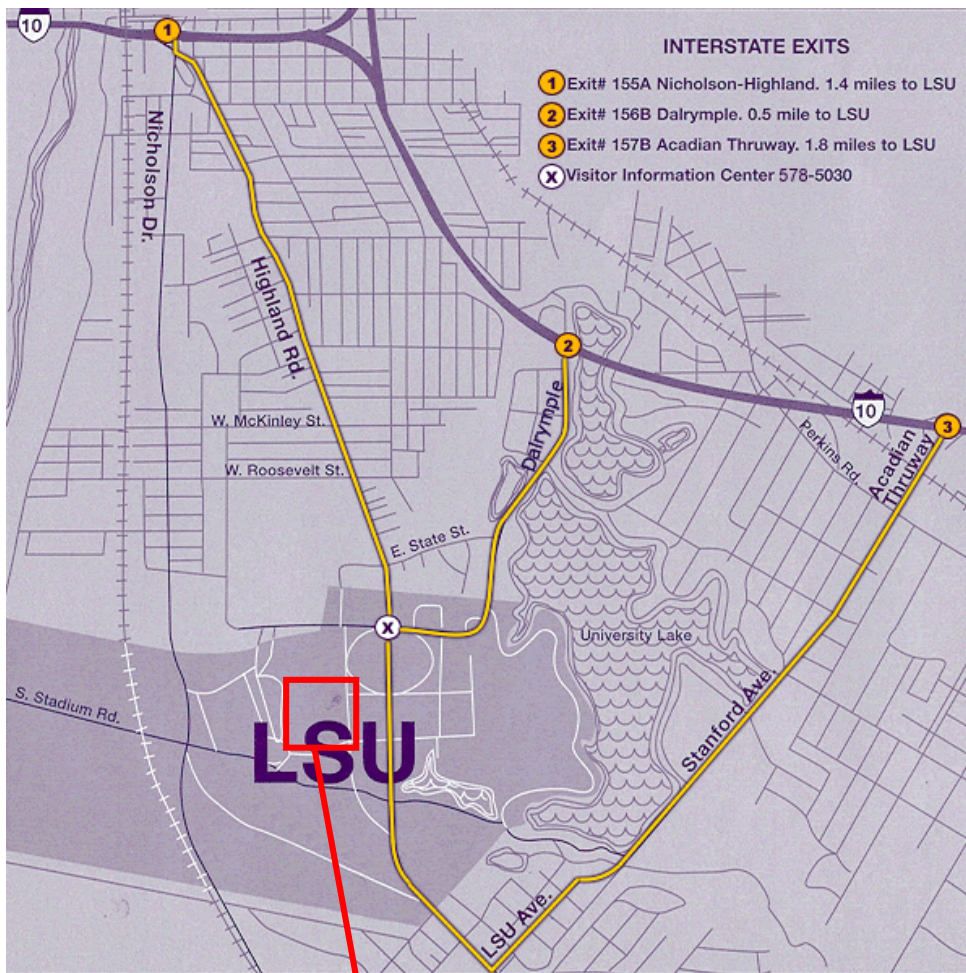 10
1
INTERSTATE EXITS
1 Exit# 155A Nicholson-Highland. 1.4 miles to LSU
2 Exit# 156B Dalrymple. 0.5 mile to LSU
3 Exit# 157B Acadian Thruway. 1.8 miles to LSU
X Visitor Information Center 578-5030
Nicholson Dr.
Highland Rd.
2
10
3
Dalrymple
Perkins Rd.
Acadian
Thruway
W. McKinley St.
W. Roosevelt St.
E. State St.
X
University Lake
S. Stadium Rd.
LSU
Stanford Ave.
LSU Ave.